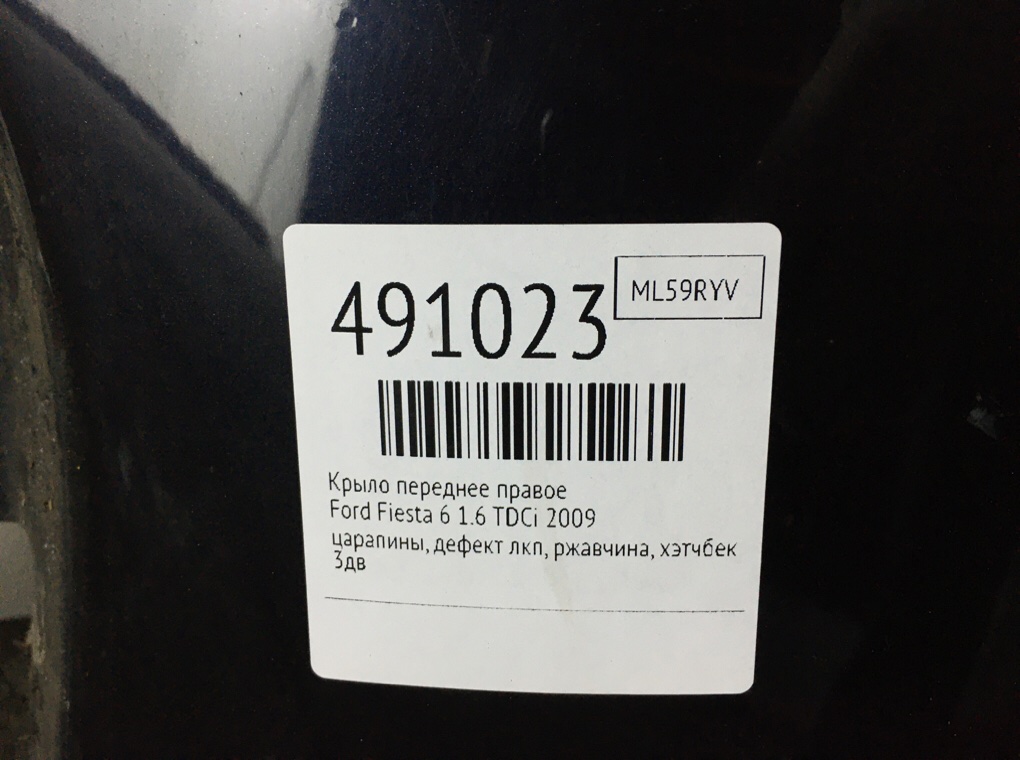 491023
ML59RYV
Крыло переднее правое
Ford Fiesta 6 1.6 TDCi 2009
царапины, дефект лкп, ржавчина, хэтчбек
3дв